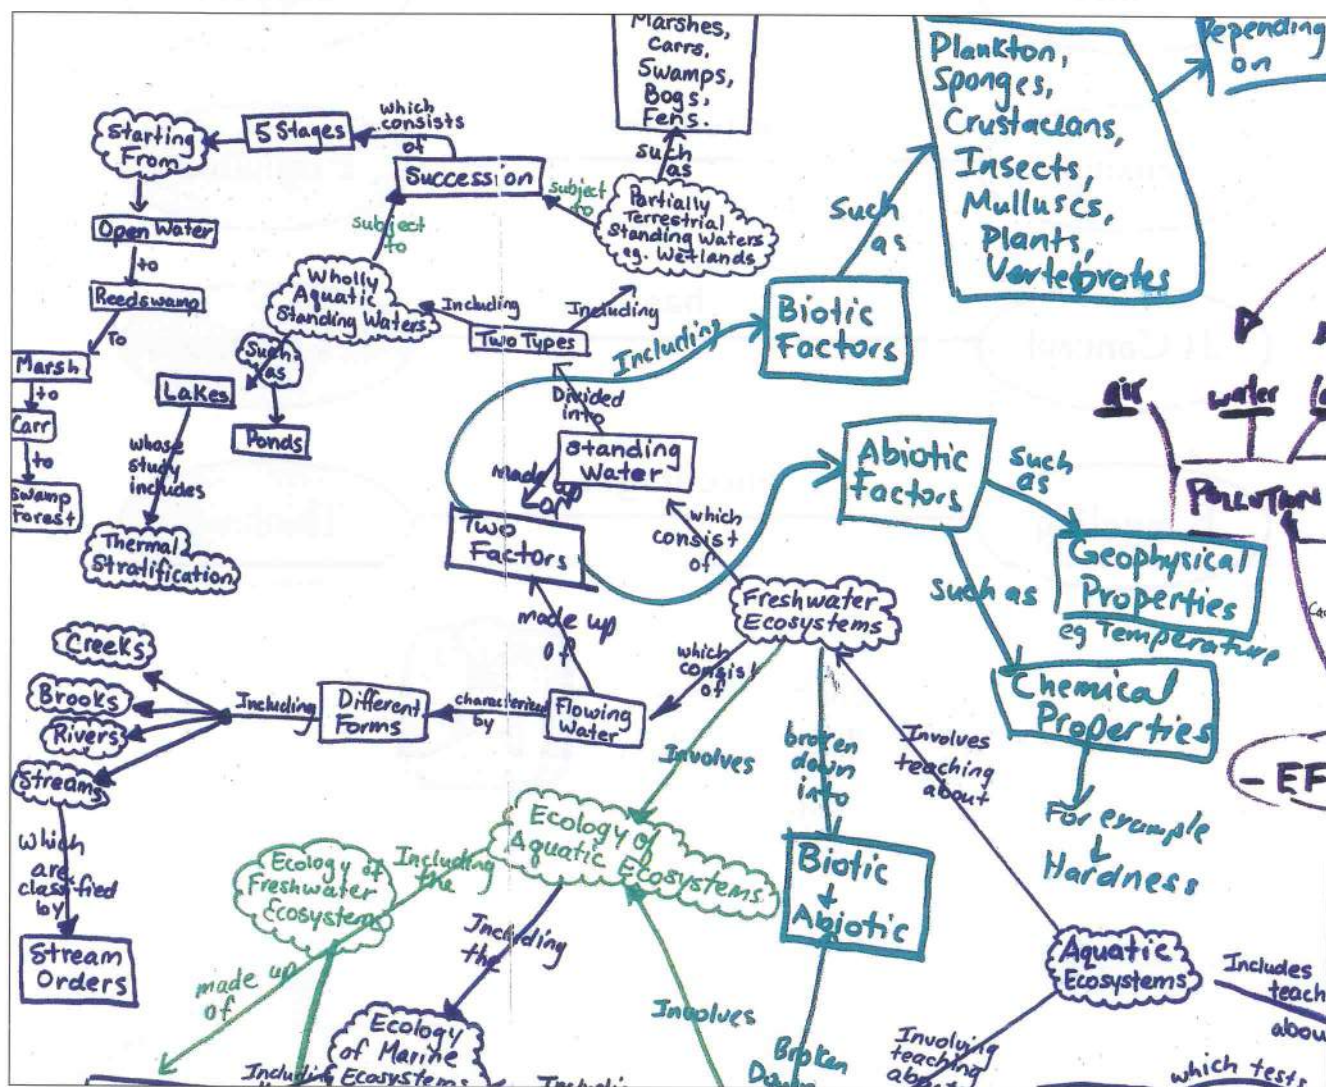 Marshes,
Carrs,
Swamps,
Bogs,
Fens.
such
as
Partially
Terrestrial
Standing Waters
eg. Wetlands
subject
to
Succession
which
consists
of
5 Stages
Starting
From
Open Water
to
Reedswamp
To
Marsh
to
Carr
to
Swamp
Forest
subject
to
Wholly
Aquatic
Standing Waters
Including
Two Types
Including
Such
as
Lakes
Ponds
whose
study
includes
Thermal
Stratification
Divided
into
Standing
Water
made up
of
Two
Factors
which
consist
of
Freshwater
Ecosystems
made up
of
which
consist
of
Flowing
Water
characterised
by
Different
Forms
Including
Creeks
Brooks
Rivers
Streams
which
are
classified
by
Stream
Orders
Including
Biotic
Factors
Such
as
Plankton,
Sponges,
Crustaceans,
Insects,
Mulluscs,
Plants,
Vertebrates
Depending
on
Abiotic
Factors
Such
as
Geophysical
Properties
eg Temperature
Such as
Chemical
Properties
For example
Hardness
air
water
POLLUTION
- EF
Involves
broken
down
into
Biotic
+
Abiotic
Broken
Down
Involves
teaching
about
Aquatic
Ecosystems
Includes
teach
abou
Involving
teaching
about
which tests
Ecology of
Aquatic Ecosystems
Including
the
Ecology of
Freshwater
Ecosystem
made up
of
Including
Including
the
Ecology
of Marine
Ecosystems
Including
Involves